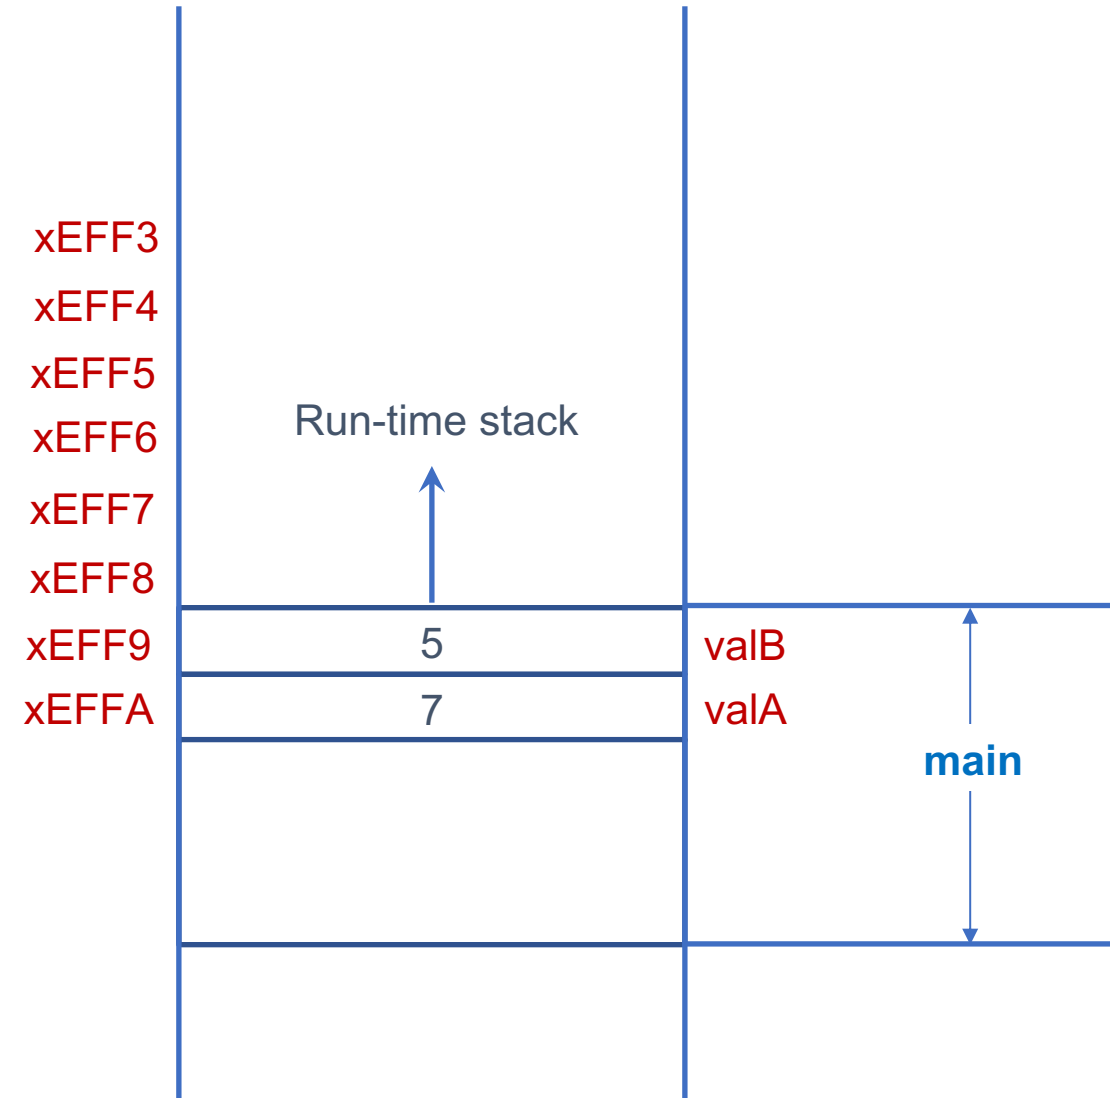 xEFF3
xEFF4
xEFF5
Run-time stack
xEFF6
xEFF7
xEFF8
xEFF9 5 valB
xEFFA 7 valA
main